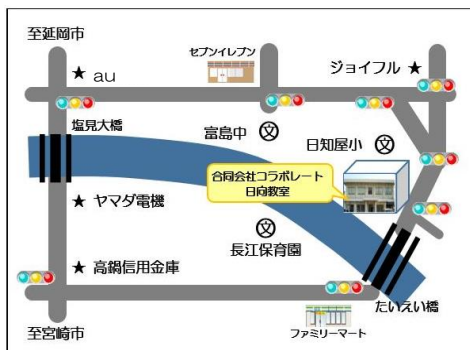 至延岡市
セブンイレブン
ジョイフル ★
★ au
塩見大橋
富島中 文
日知屋小 文
合同会社コラボレート
日向教室
★ ヤマダ電機
文
長江保育園
★ 高鍋信用金庫
たいえい橋
至宮崎市
ファミリーマート